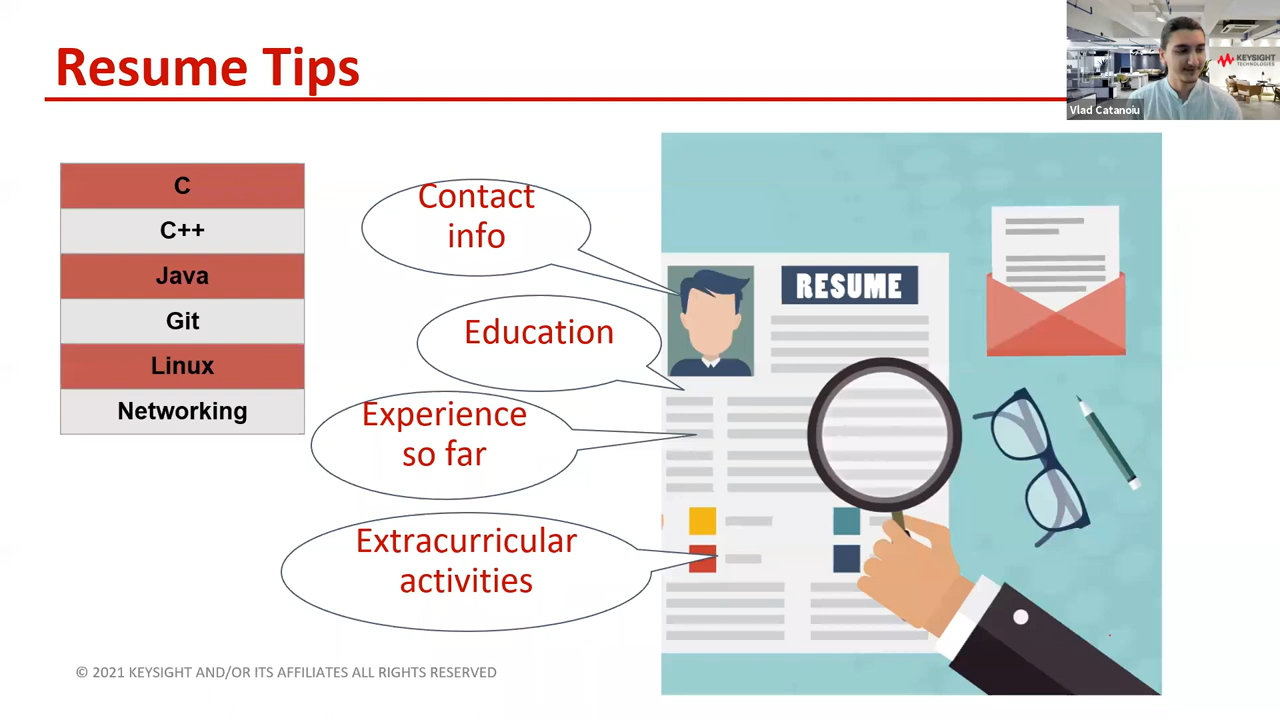 Resume Tips
KEYSIGHT
TECHNOLOGIES
Vlad Catanoiu
C
C++
Java
Git
Linux
Networking
Contact
info
Education
Experience
so far
Extracurricular
activities
RESUME
© 2021 KEYSIGHT AND/OR ITS AFFILIATES ALL RIGHTS RESERVED